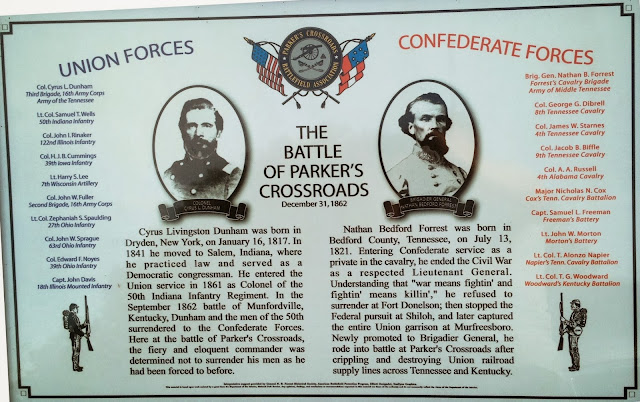 UNION FORCES
Col. Cyrus L. Dunham
Third Brigade, 16th Army Corps
Army of the Tennessee
Lt. Col. Samuel T. Wells
50th Indiana Infantry
Col. John I. Rinaker
122nd Illinois Infantry
Col. H. J. B. Cummings
39th Iowa Infantry
Lt. Harry S. Lee
7th Wisconsin Artillery
Col. John W. Fuller
Second Brigade, 16th Army Corps
Lt. Col. Zephaniah S. Spaulding
27th Ohio Infantry
Col. John W. Sprague
63rd Ohio Infantry
Col. Edward F. Noyes
39th Ohio Infantry
Capt. John Davis
18th Illinois Mounted Infantry
PARKER'S CROSSROADS
BATTLEFIELD ASSOCIATION
THE
BATTLE
OF PARKER'S
CROSSROADS
December 31, 1862
COLONEL
CYRUS L. DUNHAM
BRIGADIER GENERAL
NATHAN BEDFORD FORREST
Cyrus Livingston Dunham was born in
Dryden, New York, on January 16, 1817. In
1841 he moved to Salem, Indiana, where
he practiced law and served as a
Democratic congressman. He entered the
Union service in 1861 as Colonel of the
50th Indiana Infantry Regiment. In the
September 1862 battle of Munfordville,
Kentucky, Dunham and the men of the 50th
surrendered to the Confederate Forces.
Here at the battle of Parker's Crossroads,
the fiery and eloquent commander was
determined not to surrender his men as he
had been forced to before.
Nathan Bedford Forrest was born in
Bedford County, Tennessee, on July 13,
1821. Entering Confederate service as a
private in the cavalry, he ended the Civil War
as a respected Lieutenant General.
Understanding that "war means fightin' and
fightin' means killin'," he refused to
surrender at Fort Donelson; then stopped the
Federal pursuit at Shiloh, and later captured
the entire Union garrison at Murfreesboro.
Newly promoted to Brigadier General, he
rode into battle at Parker's Crossroads after
crippling and destroying Union railroad
supply lines across Tennessee and Kentucky.
CONFEDERATE FORCES
Brig. Gen. Nathan B. Forrest
Forrest's Cavalry Brigade
Army of Middle Tennessee
Col. George G. Dibrell
8th Tennessee Cavalry
Col. James W. Starnes
4th Tennessee Cavalry
Col. Jacob B. Biffle
9th Tennessee Cavalry
Col. A. A. Russell
4th Alabama Cavalry
Major Nicholas N. Cox
Cox's Tenn. Cavalry Battalion
Capt. Samuel L. Freeman
Freeman's Battery
Lt. John W. Morton
Morton's Battery
Lt. Col. T. Alonzo Napier
Napier's Tenn. Cavalry Battalion
Lt. Col. T. G. Woodward
Woodward's Kentucky Battalion